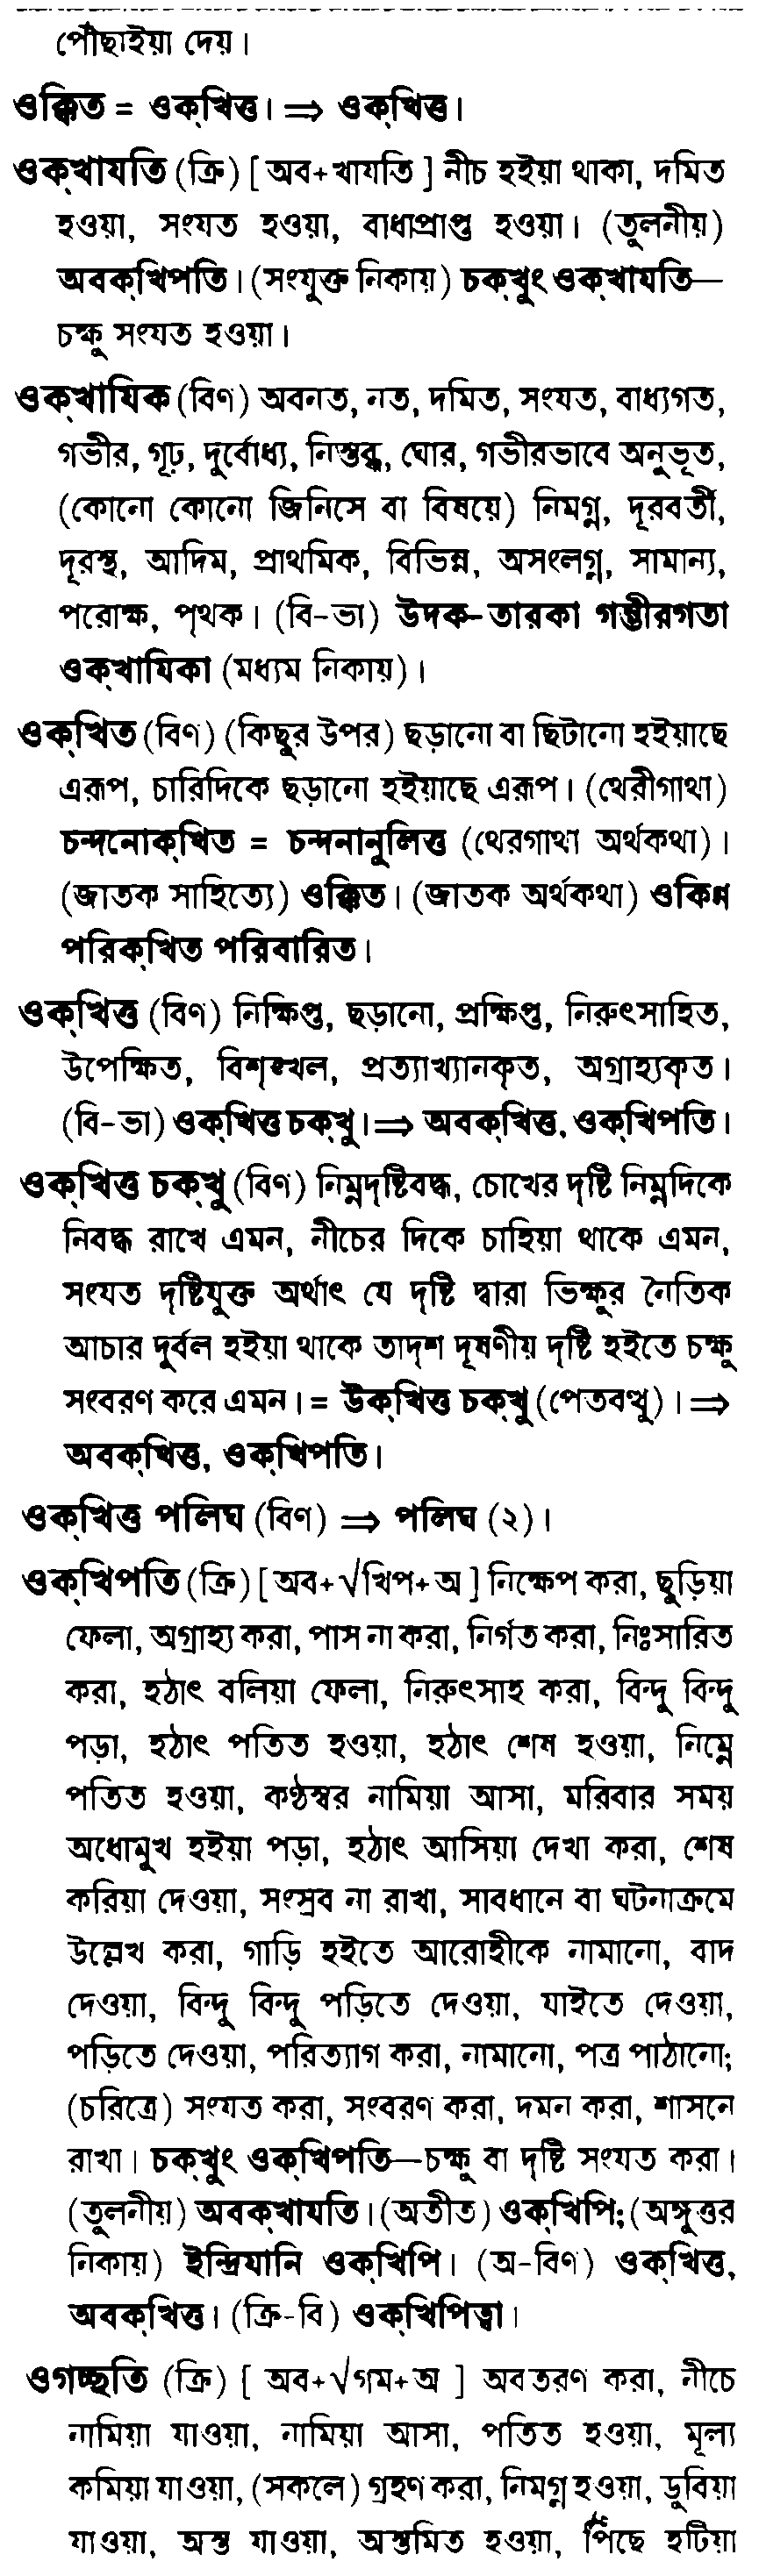 পৌঁছাইয়া দেয়।
ওক্কিত = ওক্‌খিত্ত। ⇒ ওক্‌খিত্ত।
ওক্‌খাযতি (ক্রি) [ অব+খাযতি ] নীচ হইয়া থাকা, দমিত
হওয়া, সংযত হওয়া, বাধাপ্রাপ্ত হওয়া। (তুলনীয়)
অবক্‌খিপতি। (সংযুক্ত নিকায়) চক্‌খুং ওক্‌খাযতি—
চক্ষু সংযত হওয়া।
ওক্‌খাযিক (বিণ) অবনত, নত, দমিত, সংযত, বাধ্যগত,
গভীর, গূঢ়, দুর্বোধ্য, নিস্তব্ধ, ঘোর, গভীরভাবে অনুভূত,
(কোনো কোনো জিনিসে বা বিষয়ে) নিমগ্ন, দূরবর্তী,
দূরস্থ, আদিম, প্রাথমিক, বিভিন্ন, অসংলগ্ন, সামান্য,
পরোক্ষ, পৃথক। (বি-ভ্য) উদক-তারকা গম্ভীরগতা
ওক্‌খাযিকা (মধ্যম নিকায়)।
ওক্‌খিত (বিণ) (কিছুর উপর) ছড়ানো বা ছিটানো হইয়াছে
এরূপ, চারিদিকে ছড়ানো হইয়াছে এরূপ। (থেরীগাথা)
চন্দনোক্‌খিত = চন্দনানুলিত্ত (থেরগাথা অর্থকথা)।
(জাতক সাহিত্যে) ওক্কিত। (জাতক অর্থকথা) ওকিণ্ন
পরিক্‌খিত পরিবারিত।
ওক্‌খিত্ত (বিণ) নিক্ষিপ্ত, ছড়ানো, প্রক্ষিপ্ত, নিরুৎসাহিত,
উপেক্ষিত, বিশৃঙ্খল, প্রত্যাখ্যানকৃত, অগ্রাহ্যকৃত।
(বি-ভা) ওক্‌খিত্ত চক্‌খু। ⇒ অবক্‌খিত্ত, ওক্‌খিপতি।
ওক্‌খিত্ত চক্‌খু (বিণ) নিম্নদৃষ্টিবদ্ধ, চোখের দৃষ্টি নিম্নদিকে
নিবদ্ধ রাখে এমন, নীচের দিকে চাহিয়া থাকে এমন,
সংযত দৃষ্টিযুক্ত অর্থাৎ যে দৃষ্টি দ্বারা ভিক্ষুর নৈতিক
আচার দুর্বল হইয়া থাকে তাদৃশ দূষণীয় দৃষ্টি হইতে চক্ষু
সংবরণ করে এমন। = উক্‌খিত্ত চক্‌খু (পেতবত্থু)। ⇒
অবক্‌খিত্ত, ওক্‌খিপতি।
ওক্‌খিত্ত পলিঘ (বিণ) ⇒ পলিঘ (২)।
ওক্‌খিপতি (ক্রি) [ অব+√খিপ+অ ] নিক্ষেপ করা, ছুড়িয়া
ফেলা, অগ্রাহ্য করা, পাস না করা, নির্গত করা, নিঃসারিত
করা, হঠাৎ বলিয়া ফেলা, নিরুৎসাহ করা, বিন্দু বিন্দু
পড়া, হঠাৎ পতিত হওয়া, হঠাৎ শেষ হওয়া, নিম্নে
পতিত হওয়া, কণ্ঠস্বর নামিয়া আসা, মরিবার সময়
অধোমুখ হইয়া পড়া, হঠাৎ আসিয়া দেখা করা, শেষ
করিয়া দেওয়া, সংস্রব না রাখা, সাবধানে বা ঘটনাক্রমে
উল্লেখ করা, গাড়ি হইতে আরোহীকে নামানো, বাদ
দেওয়া, বিন্দু বিন্দু পড়িতে দেওয়া, যাইতে দেওয়া,
পড়িতে দেওয়া, পরিত্যাগ করা, নামানো, পত্র পাঠানো;
(চরিত্রে) সংযত করা, সংবরণ করা, দমন করা, শাসনে
রাখা। চক্‌খুং ওক্‌খিপতি—চক্ষু বা দৃষ্টি সংযত করা।
(তুলনীয়) অবক্‌খাযতি। (অতীত) ওক্‌খিপি; (অঙ্গুত্তর
নিকায়) ইন্দ্রিযানি ওক্‌খিপি। (অ-বিণ) ওক্‌খিত্ত,
অবক্‌খিত্ত। (ক্রি-বি) ওক্‌খিপিত্বা।
ওগচ্ছতি (ক্রি) [ অব+√গম+অ ] অবতরণ করা, নীচে
নামিয়া যাওয়া, নামিয়া আসা, পতিত হওয়া, মূল্য
কমিয়া যাওয়া, (সকলে) গ্রহণ করা, নিমগ্ন হওয়া, ডুবিয়া
যাওয়া, অস্ত যাওয়া, অস্তমিত হওয়া, পিছে হটিয়া